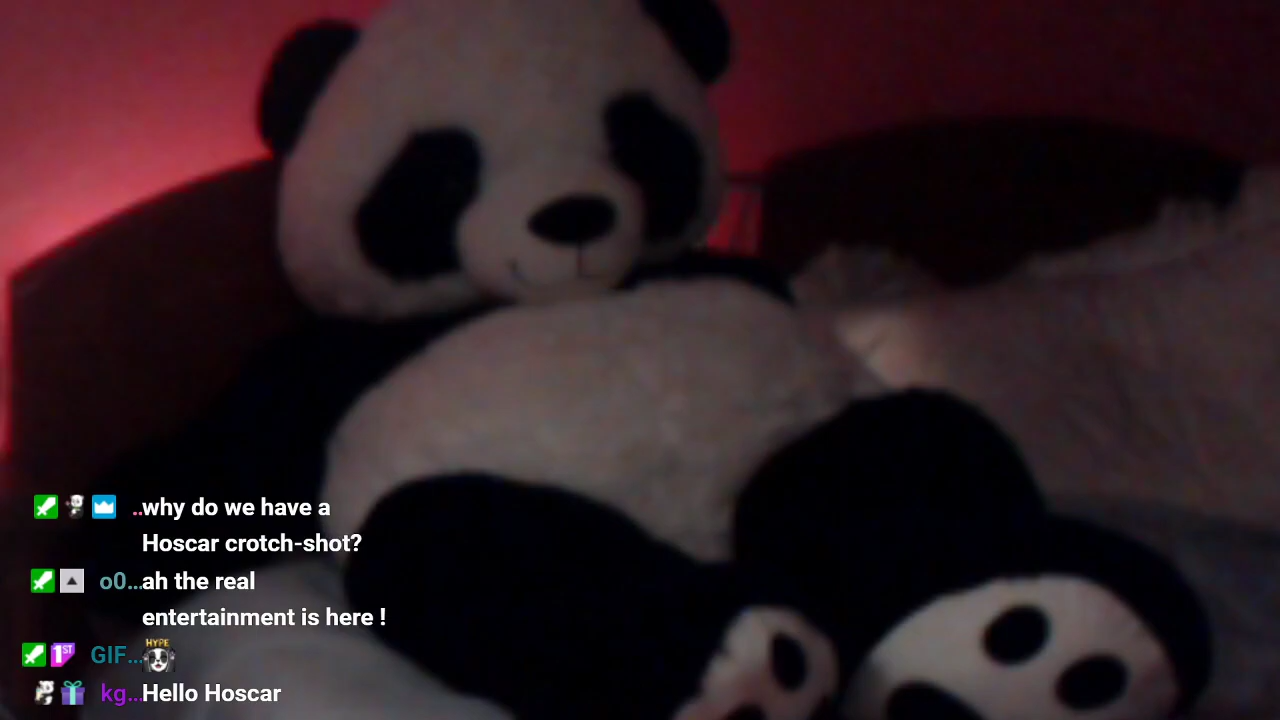 ..why do we have a
Hoscar crotch-shot?
o0...ah the real
entertainment is here !
1ST GIF... HYPE
kg...Hello Hoscar